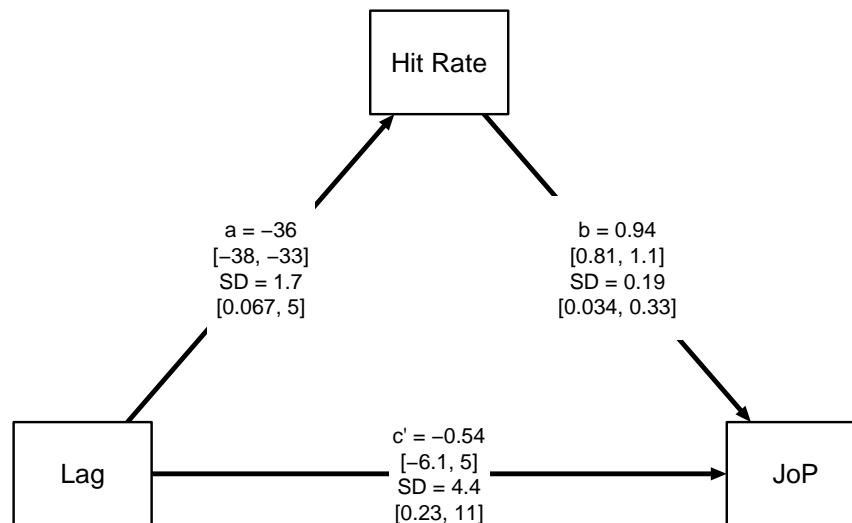 Hit Rate
a = −36
[−38, −33]
SD = 1.7
[0.067, 5]
b = 0.94
[0.81, 1.1]
SD = 0.19
[0.034, 0.33]
Lag
c' = −0.54
[−6.1, 5]
SD = 4.4
[0.23, 11]
JoP